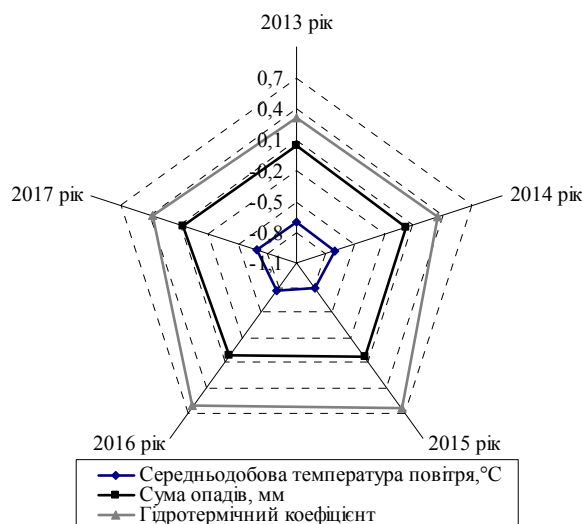 2013 рік
0,7
0,4
0,1
-0,2
-0,5
-0,8
-1,1
2017 рік
2014 рік
2016 рік
2015 рік
Середньодобова температура повітря,°С
Сума опадів, мм
Гідротермічний коефіцієнт